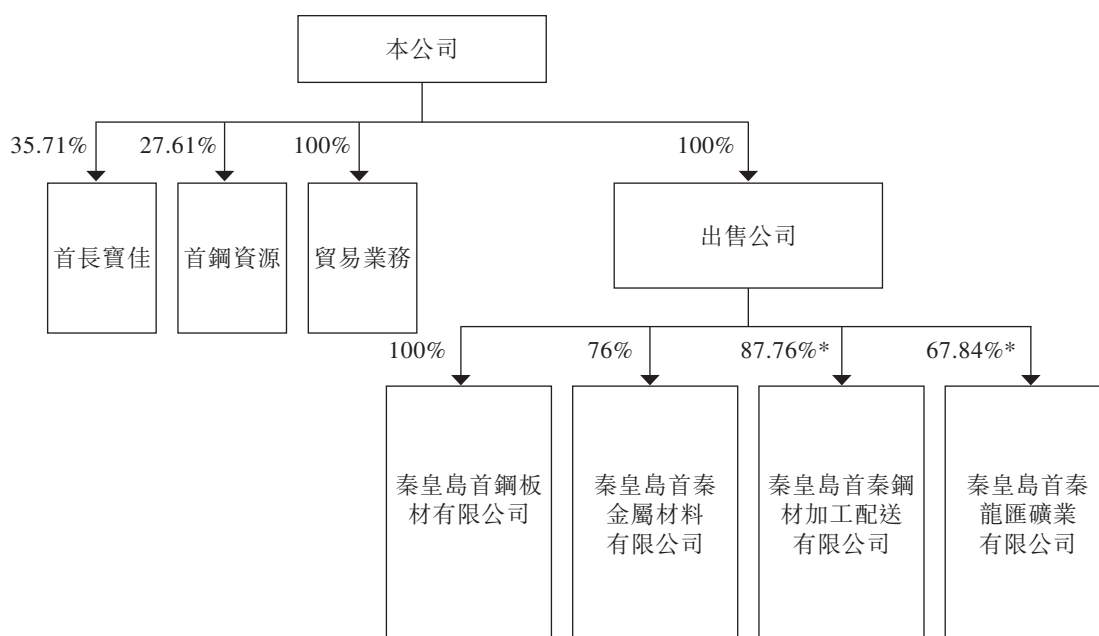 本公司
35.71%
27.61%
100%
100%
首長寶佳
首鋼資源
貿易業務
出售公司
100%
76%
87.76%*
67.84%*
秦皇島首鋼板
材有限公司
秦皇島首秦
金屬材料
有限公司
秦皇島首秦鋼
材加工配送
有限公司
秦皇島首秦
龍匯礦業
有限公司